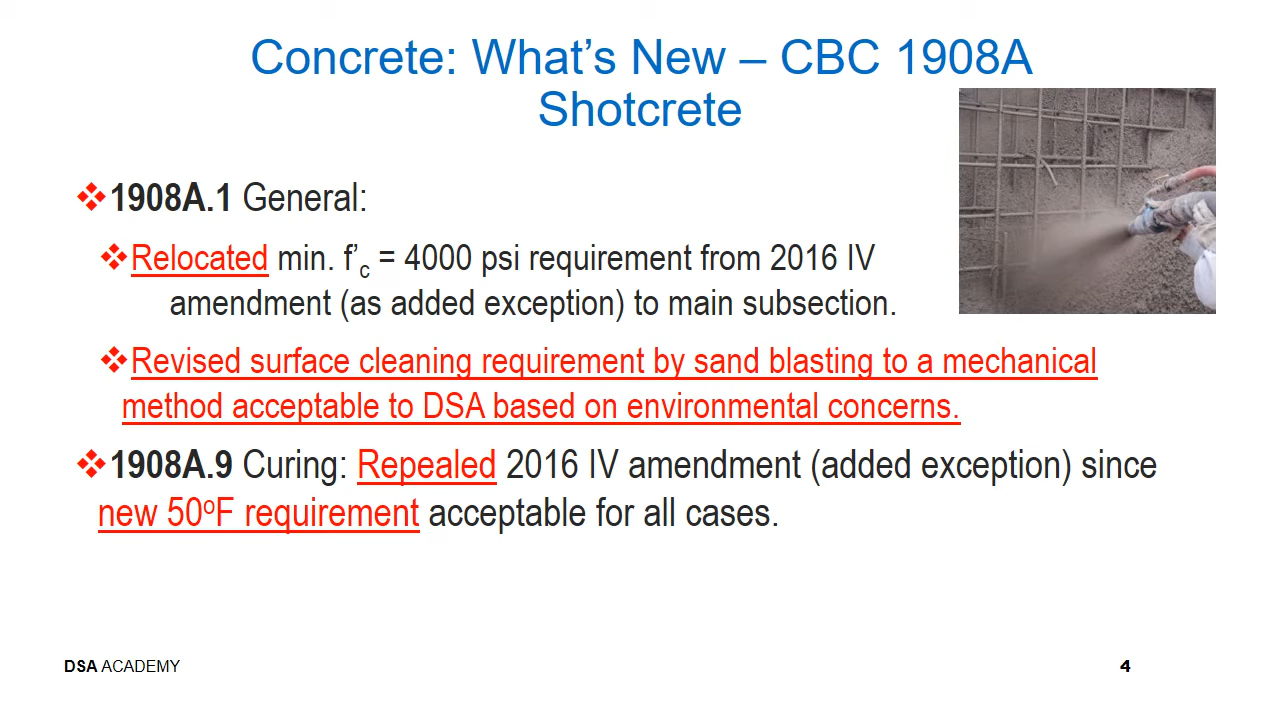 Concrete: What’s New – CBC 1908A
Shotcrete
❖1908A.1 General:
❖Relocated min. f’c = 4000 psi requirement from 2016 IV
amendment (as added exception) to main subsection.
❖Revised surface cleaning requirement by sand blasting to a mechanical
method acceptable to DSA based on environmental concerns.
❖1908A.9 Curing: Repealed 2016 IV amendment (added exception) since
new 50ºF requirement acceptable for all cases.
DSA ACADEMY
4